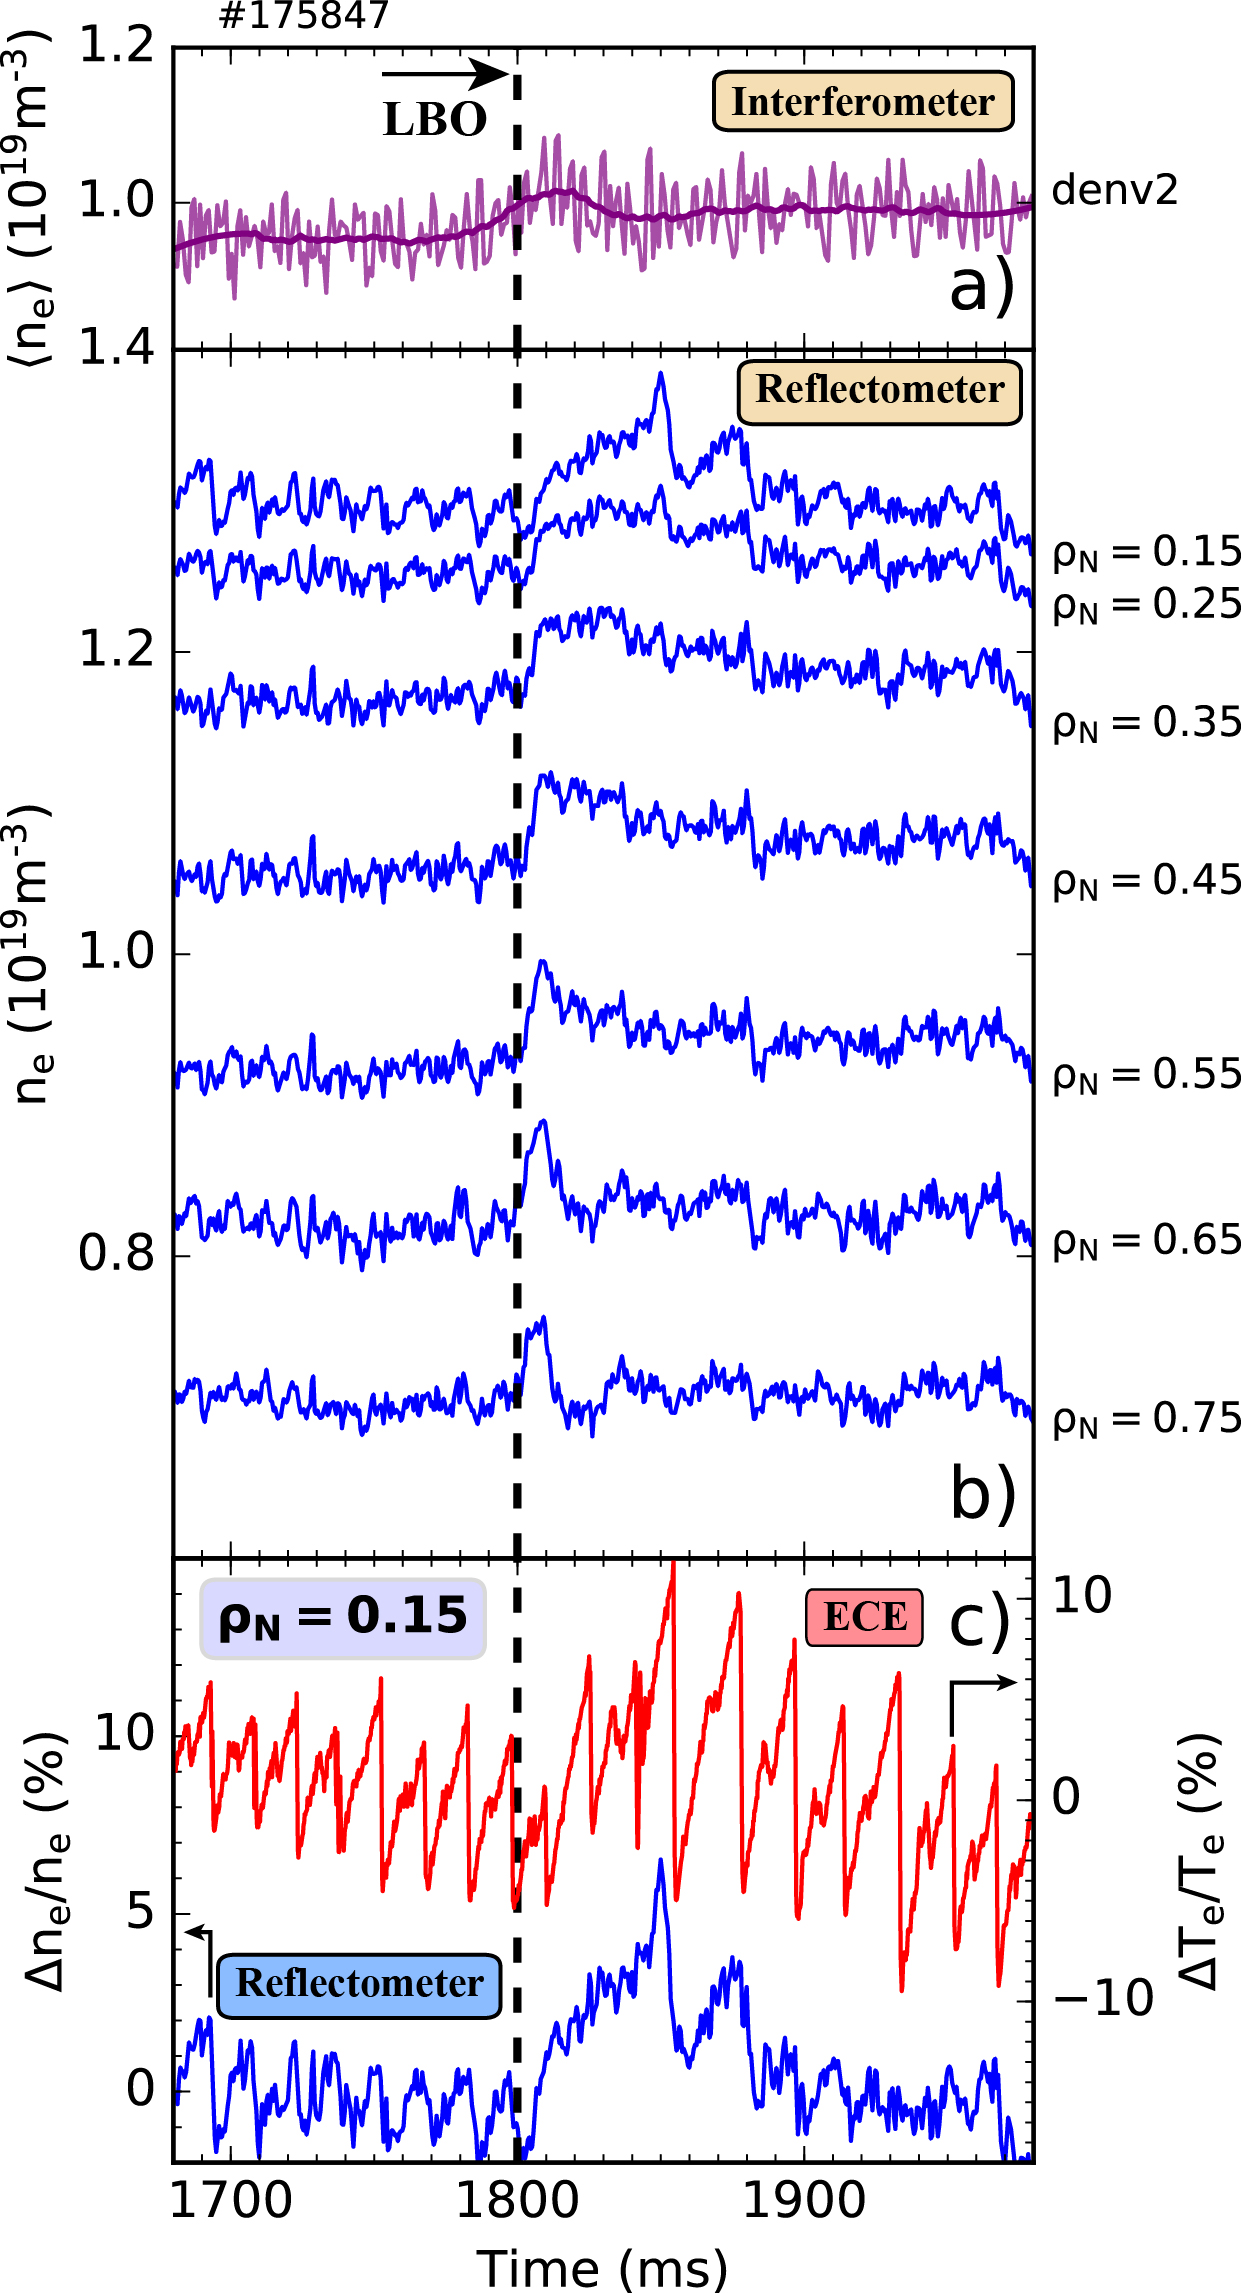 #175847
1.2
LBO
Interferometer
⟨nₑ⟩ (10¹⁹m⁻³)
1.0
denv2
a)
1.4
Reflectometer
ρN = 0.15
ρN = 0.25
1.2
ρN = 0.35
nₑ (10¹⁹m⁻³)
ρN = 0.45
1.0
ρN = 0.55
0.8
ρN = 0.65
ρN = 0.75
b)
ρN = 0.15
ECE
c)
10
10
Δnₑ/nₑ (%)
0
ΔTₑ/Tₑ (%)
5
Reflectometer
−10
0
1700
1800
1900
Time (ms)